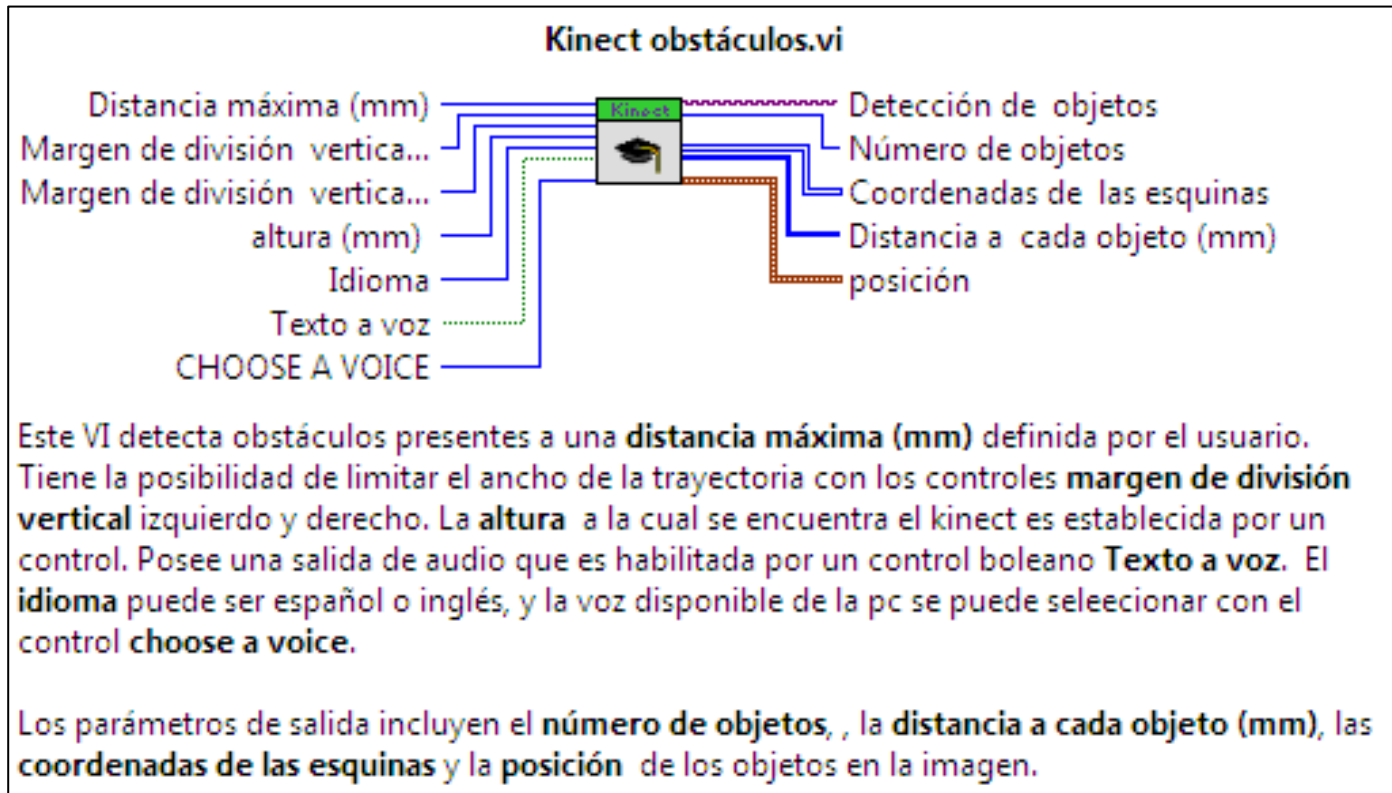 Kinect obstáculos.vi
Distancia máxima (mm)
Margen de división vertica...
Margen de división vertica...
altura (mm)
Idioma
Texto a voz
CHOOSE A VOICE
Kinect
Detección de objetos
Número de objetos
Coordenadas de las esquinas
Distancia a cada objeto (mm)
posición
Este VI detecta obstáculos presentes a una distancia máxima (mm) definida por el usuario.
Tiene la posibilidad de limitar el ancho de la trayectoria con los controles margen de división
vertical izquierdo y derecho. La altura a la cual se encuentra el kinect es establecida por un
control. Posee una salida de audio que es habilitada por un control boleano Texto a voz. El
idioma puede ser español o inglés, y la voz disponible de la pc se puede seleecionar con el
control choose a voice.
Los parámetros de salida incluyen el número de objetos, , la distancia a cada objeto (mm), las
coordenadas de las esquinas y la posición de los objetos en la imagen.